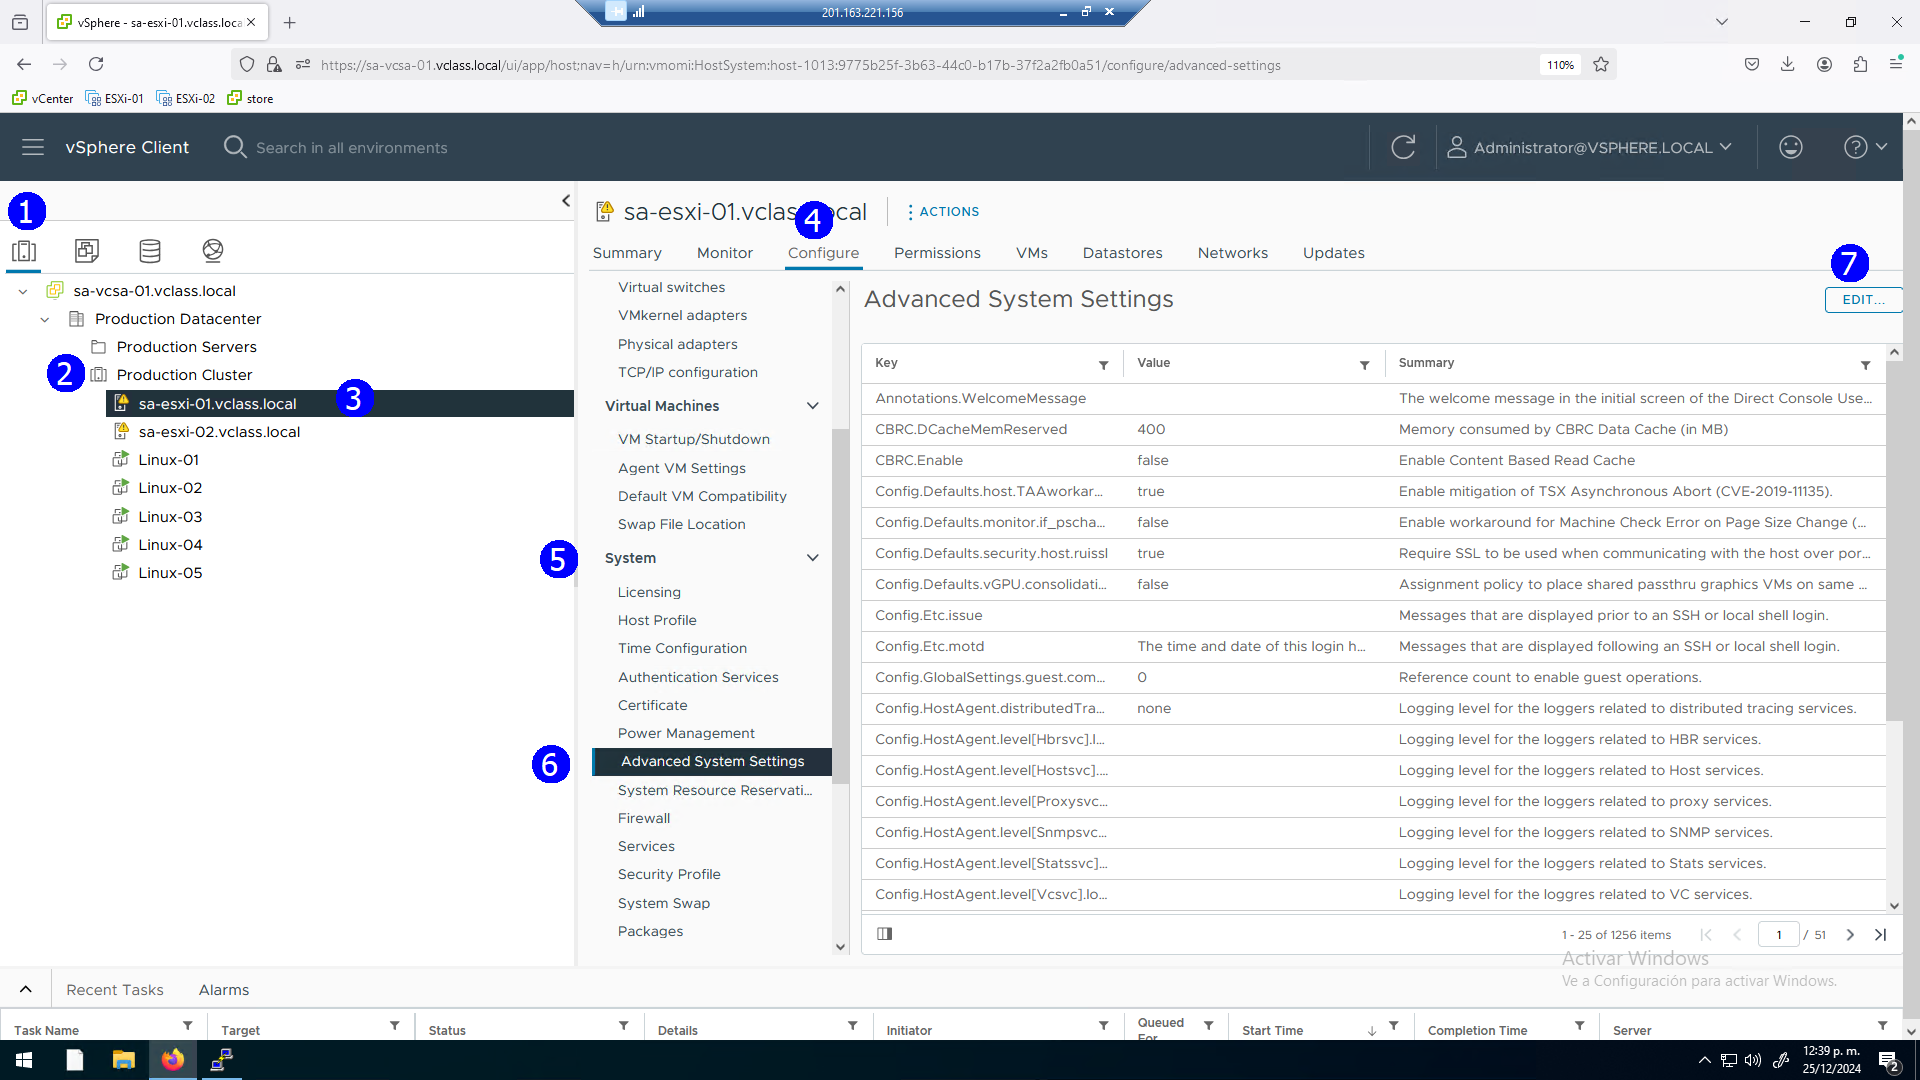 vSphere - sa-esxi-01.vclass.loca
201.163.221.156
https://sa-vcsa-01.vclass.local/ui/app/host;nav=h/urn:vmomi:HostSystem:host-1013:9775b25f-3b63-44c0-b17b-37f2a2fb0a51/configure/advanced-settings
110%
vCenter ESXi-01 ESXi-02 store
vSphere Client
Search in all environments
Administrator@VSPHERE.LOCAL
1
sa-vcsa-01.vclass.local
Production Datacenter
Production Servers
2 Production Cluster
sa-esxi-01.vclass.local 3
sa-esxi-02.vclass.local
Linux-01
Linux-02
Linux-03
Linux-04
Linux-05
sa-esxi-01.vclass.local
ACTIONS
4
Summary Monitor Configure Permissions VMs Datastores Networks Updates
Virtual switches
VMkernel adapters
Physical adapters
TCP/IP configuration
Virtual Machines
VM Startup/Shutdown
Agent VM Settings
Default VM Compatibility
Swap File Location
5 System
Licensing
Host Profile
Time Configuration
Authentication Services
Certificate
Power Management
6 Advanced System Settings
System Resource Reservati...
Firewall
Services
Security Profile
System Swap
Packages
Advanced System Settings
7
EDIT...
Key Value Summary
Annotations.WelcomeMessage The welcome message in the initial screen of the Direct Console Use...
CBRC.DCacheMemReserved 400 Memory consumed by CBRC Data Cache (in MB)
CBRC.Enable false Enable Content Based Read Cache
Config.Defaults.host.TAAworkar... true Enable mitigation of TSX Asynchronous Abort (CVE-2019-11135).
Config.Defaults.monitor.if_pscha... false Enable workaround for Machine Check Error on Page Size Change (...
Config.Defaults.security.host.ruissl true Require SSL to be used when communicating with the host over por...
Config.Defaults.vGPU.consolidati... false Assignment policy to place shared passthru graphics VMs on same ...
Config.Etc.issue Messages that are displayed prior to an SSH or local shell login.
Config.Etc.motd The time and date of this login h... Messages that are displayed following an SSH or local shell login.
Config.GlobalSettings.guest.com... 0 Reference count to enable guest operations.
Config.HostAgent.distributedTra... none Logging level for the loggers related to distributed tracing services.
Config.HostAgent.level[Hbrsvc].l... Logging level for the loggers related to HBR services.
Config.HostAgent.level[Hostsvc].... Logging level for the loggers related to Host services.
Config.HostAgent.level[Proxysvc... Logging level for the loggers related to proxy services.
Config.HostAgent.level[Snmpsvc... Logging level for the loggers related to SNMP services.
Config.HostAgent.level[Statssvc]... Logging level for the loggers related to Stats services.
Config.HostAgent.level[Vcsvc].lo... Logging level for the loggres related to VC services.
1 - 25 of 1256 items 1 / 51
Activar Windows
Ve a Configuración para activar Windows.
Recent Tasks Alarms
Task Name Target Status Details Initiator Queued For Start Time Completion Time Server
12:39 p. m.
25/12/2024
2